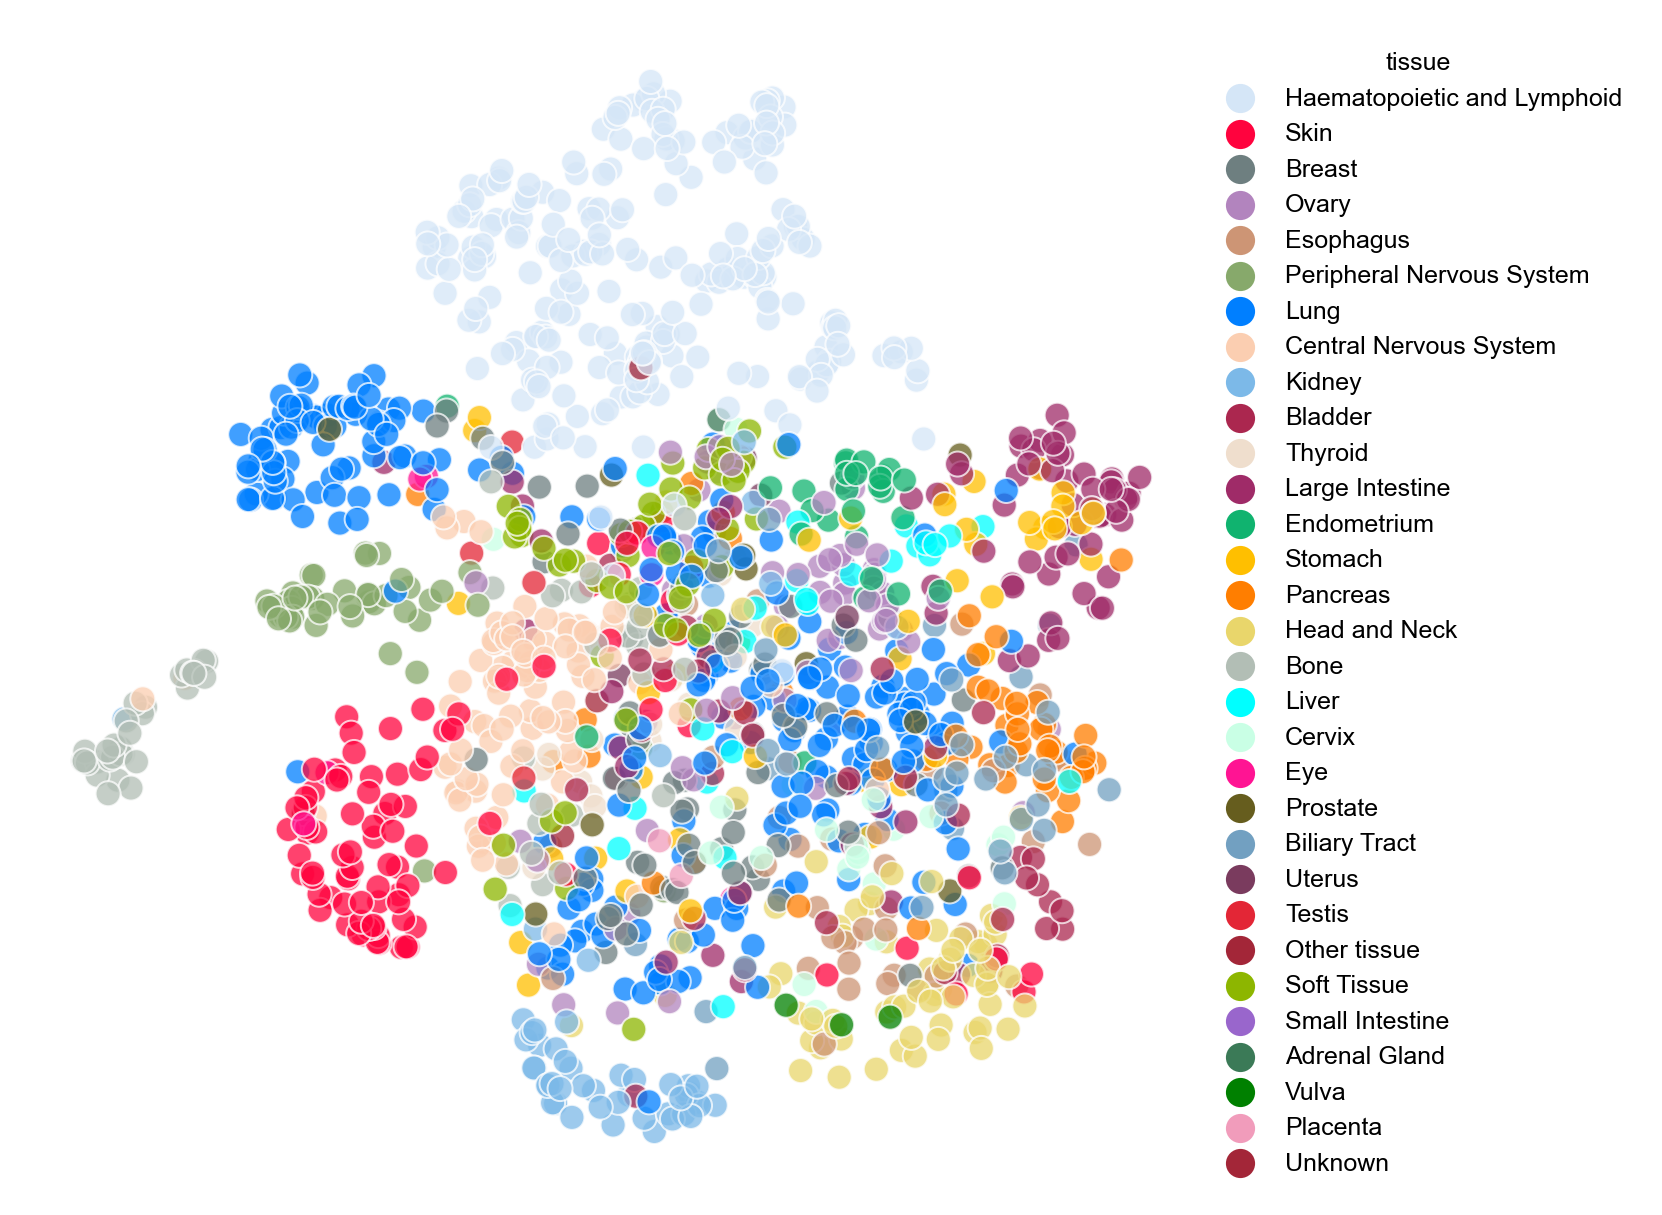 tissue
Haematopoietic and Lymphoid
Skin
Breast
Ovary
Esophagus
Peripheral Nervous System
Lung
Central Nervous System
Kidney
Bladder
Thyroid
Large Intestine
Endometrium
Stomach
Pancreas
Head and Neck
Bone
Liver
Cervix
Eye
Prostate
Biliary Tract
Uterus
Testis
Other tissue
Soft Tissue
Small Intestine
Adrenal Gland
Vulva
Placenta
Unknown